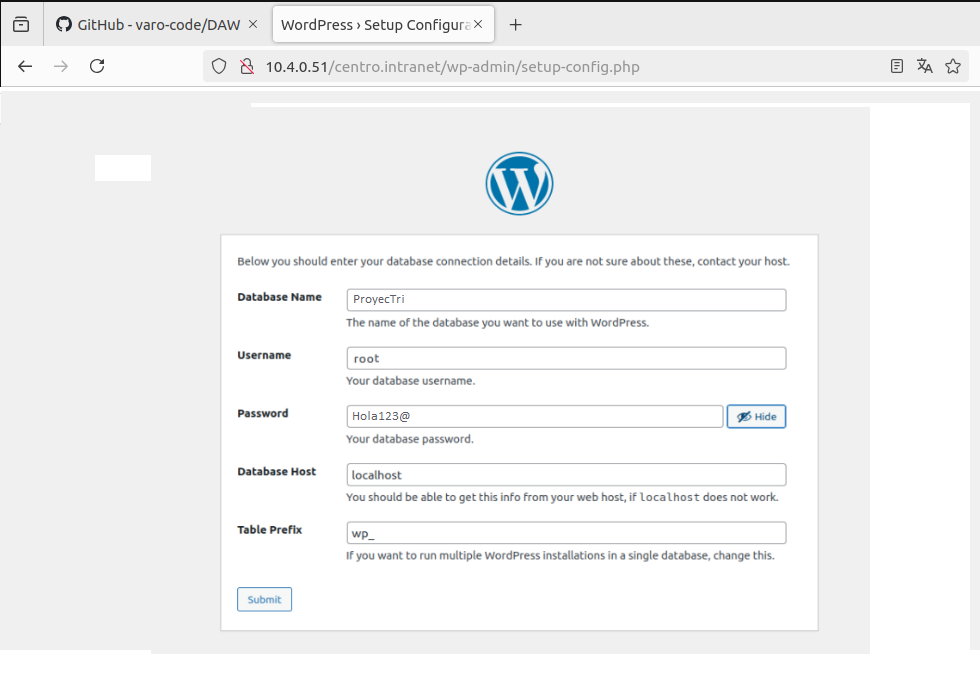 GitHub - varo-code/DAW
WordPress › Setup Configura
10.4.0.51/centro.intranet/wp-admin/setup-config.php
Below you should enter your database connection details. If you are not sure about these, contact your host.
Database Name
ProyecTri
The name of the database you want to use with WordPress.
Username
root
Your database username.
Password
Hola123@
Hide
Your database password.
Database Host
localhost
You should be able to get this info from your web host, if localhost does not work.
Table Prefix
wp_
If you want to run multiple WordPress installations in a single database, change this.
Submit